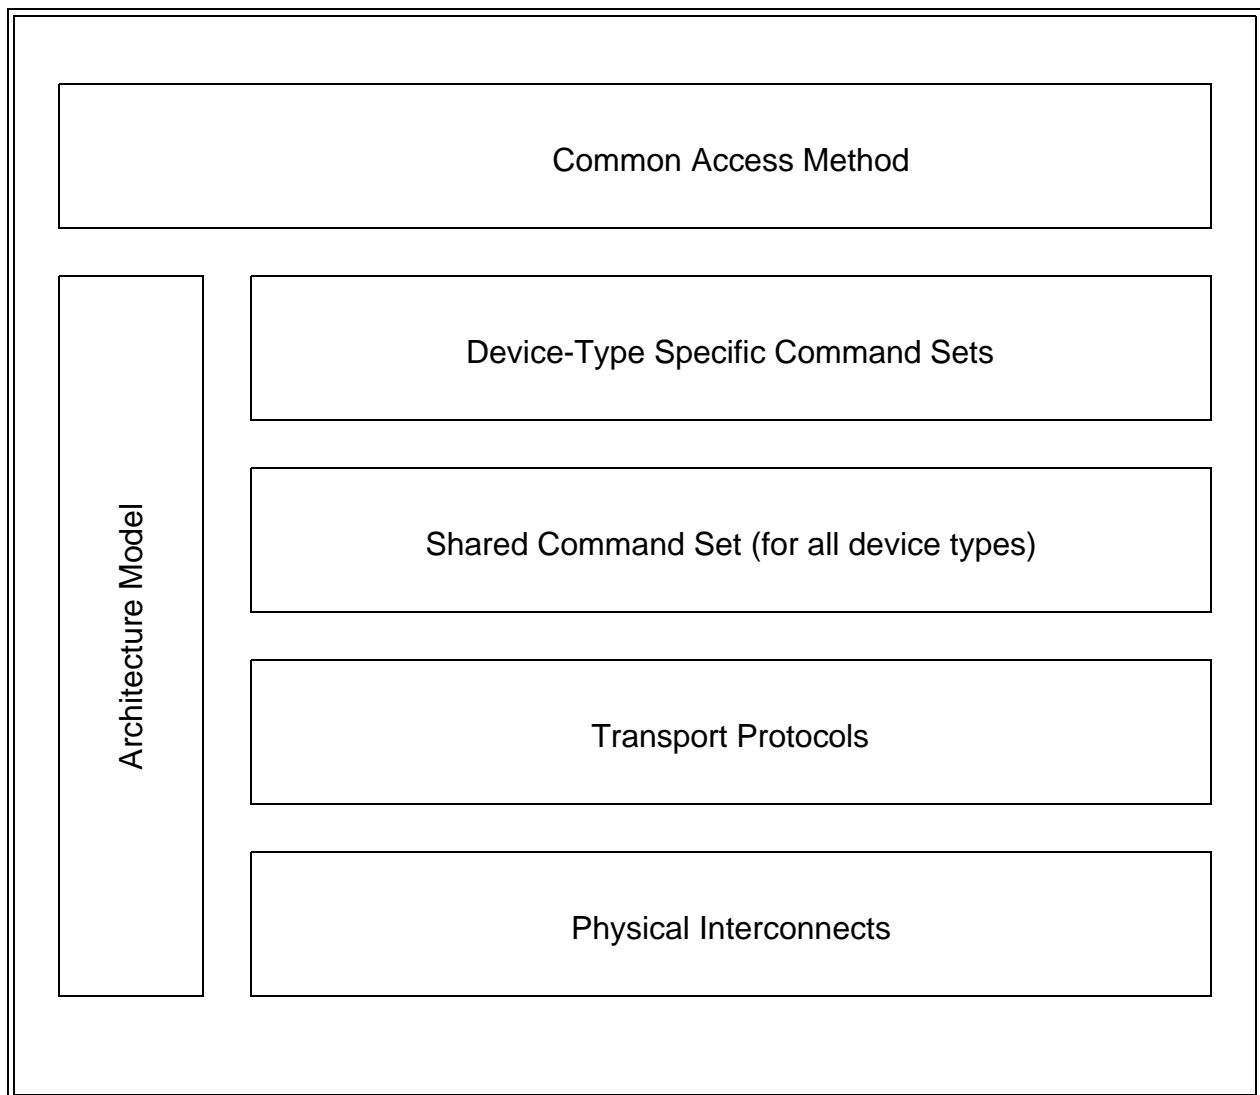 Common Access Method
Architecture Model
Device-Type Specific Command Sets
Shared Command Set (for all device types)
Transport Protocols
Physical Interconnects